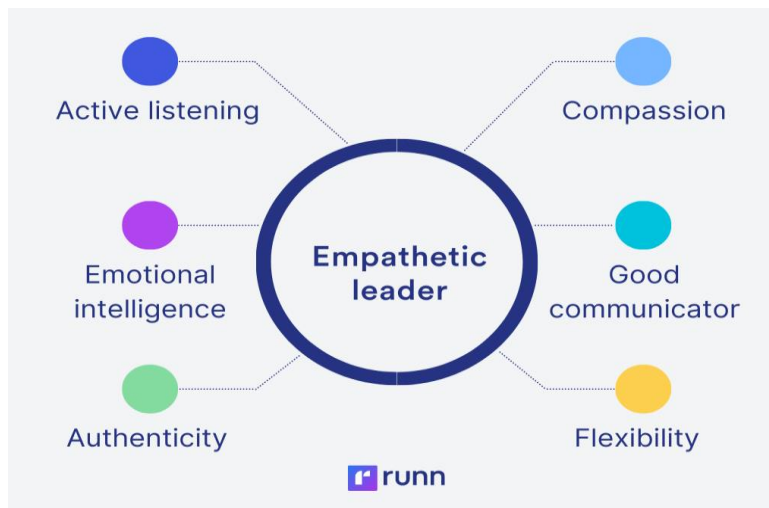 Active listening
Compassion
Empathetic
leader
Emotional
intelligence
Good
communicator
Authenticity
Flexibility
runn